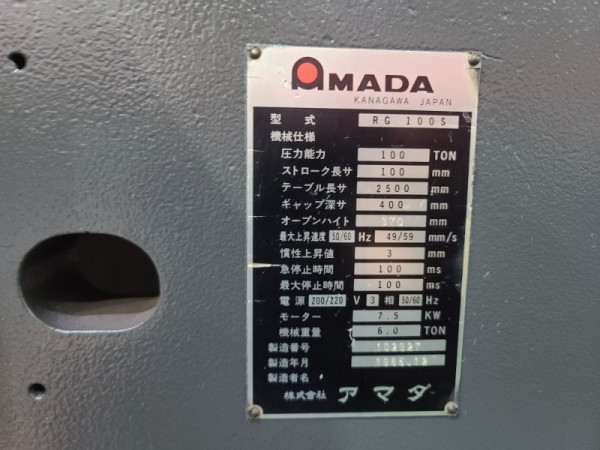 AMADA
KANAGAWA JAPAN
型式 RG 100S
機械仕様
圧力能力 100 TON
ストローク長サ 100 mm
テーブル長サ 2500 mm
ギャップ深サ 400 mm
オープンハイト 370 mm
最大上昇速度 50/60 Hz 49/59 mm/s
慣性上昇値 3 mm
急停止時間 100 ms
最大停止時間 100 ms
電源 200/220 V 3 相 50/60 Hz
モーター 7.5 KW
機械重量 6.0 TON
製造番号
製造年月
製造者名
株式会社 アマダ